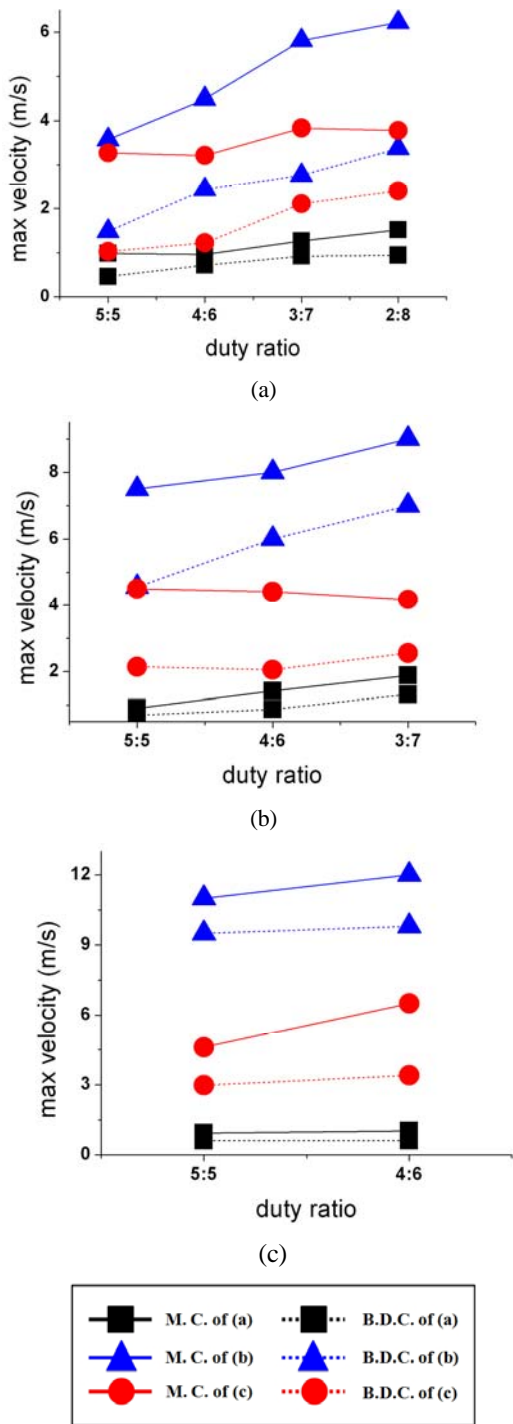 max velocity (m/s)
6
4
2
0
5:5 4:6 3:7 2:8
duty ratio
(a)
max velocity (m/s)
8
6
4
2
5:5 4:6 3:7
duty ratio
(b)
max velocity (m/s)
12
9
6
3
0
5:5 4:6
duty ratio
(c)
M. C. of (a) B.D.C. of (a)
M. C. of (b) B.D.C. of (b)
M. C. of (c) B.D.C. of (c)